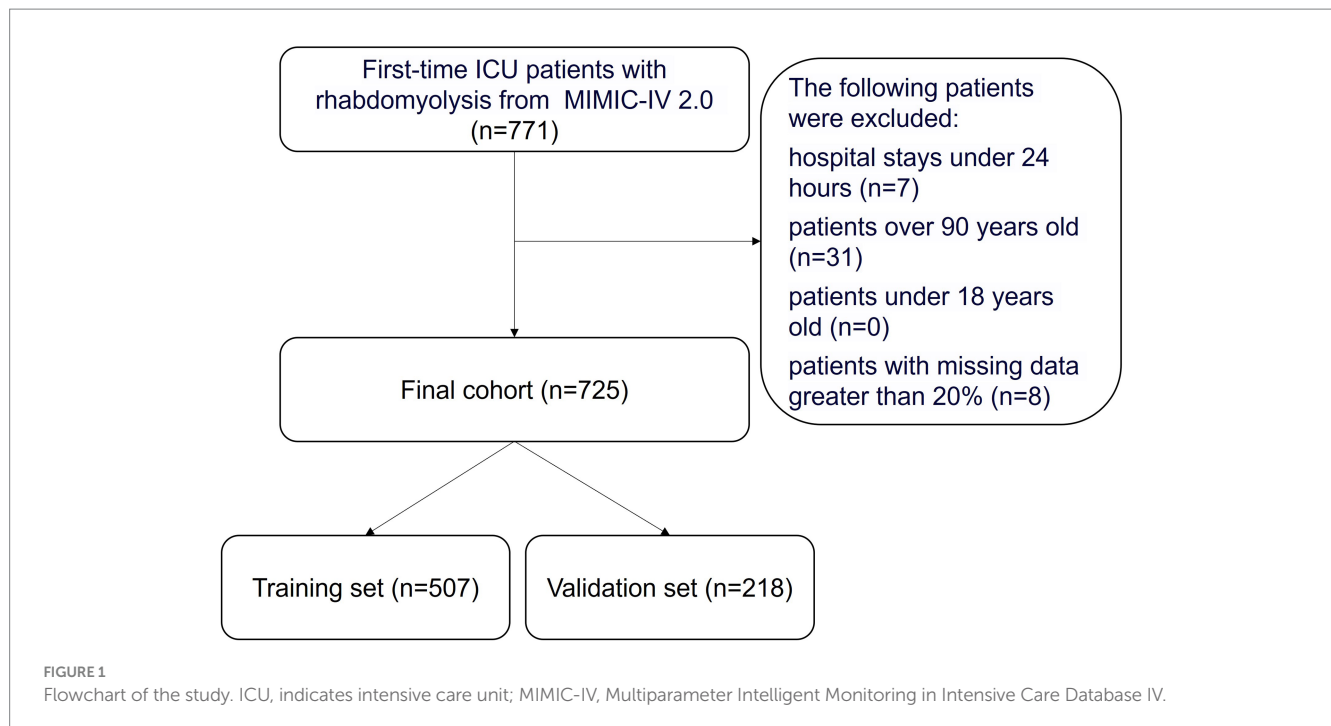 First-time ICU patients with
rhabdomyolysis from MIMIC-IV 2.0
(n=771)
The following patients
were excluded:
hospital stays under 24
hours (n=7)
patients over 90 years old
(n=31)
patients under 18 years
old (n=0)
patients with missing data
greater than 20% (n=8)
Final cohort (n=725)
Training set (n=507)
Validation set (n=218)
FIGURE 1
Flowchart of the study. ICU, indicates intensive care unit; MIMIC-IV, Multiparameter Intelligent Monitoring in Intensive Care Database IV.